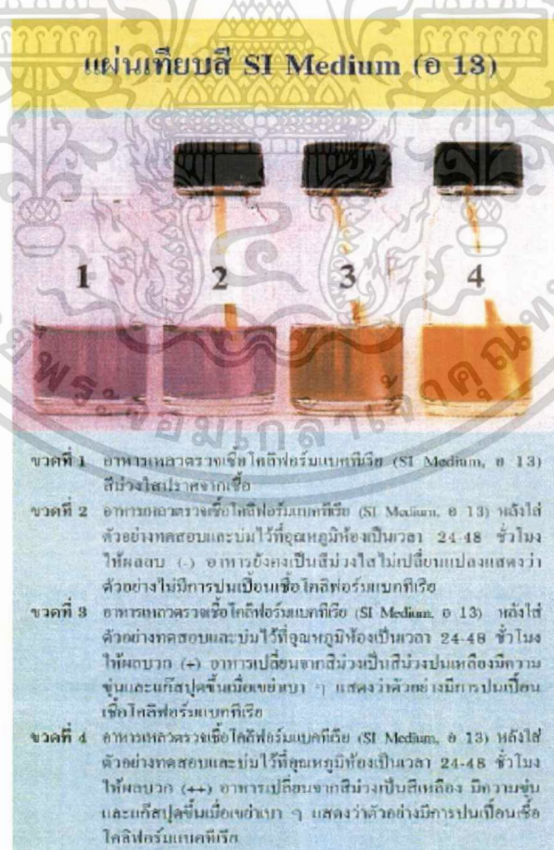 แผ่นเทียบสี SI Medium (อ 13)
1 2 3 4
ขวดที่ 1 อาหารเหลวตรวจเชื้อโคลิฟอร์มแบคทีเรีย (SI Medium, อ 13)
สีม่วงใสปราศจากเชื้อ
ขวดที่ 2 อาหารเหลวตรวจเชื้อโคลิฟอร์มแบคทีเรีย (SI Medium, อ 13) หลังใส่
ตัวอย่างทดสอบและบ่มไว้ที่อุณหภูมิห้องเป็นเวลา 24-48 ชั่วโมง
ให้ผลลบ (-) อาหารยังคงเป็นสีม่วงใสไม่เปลี่ยนแปลงแสดงว่า
ตัวอย่างไม่มีการปนเปื้อนเชื้อโคลิฟอร์มแบคทีเรีย
ขวดที่ 3 อาหารเหลวตรวจเชื้อโคลิฟอร์มแบคทีเรีย (SI Medium, อ 13) หลังใส่
ตัวอย่างทดสอบและบ่มไว้ที่อุณหภูมิห้องเป็นเวลา 24-48 ชั่วโมง
ให้ผลบวก (+) อาหารเปลี่ยนจากสีม่วงเป็นสีม่วงปนเหลืองมีความ
ขุ่นและแก๊สปุดขึ้นเมื่อเขย่าเบา ๆ แสดงว่าตัวอย่างมีการปนเปื้อน
เชื้อโคลิฟอร์มแบคทีเรีย
ขวดที่ 4 อาหารเหลวตรวจเชื้อโคลิฟอร์มแบคทีเรีย (SI Medium, อ 13) หลังใส่
ตัวอย่างทดสอบและบ่มไว้ที่อุณหภูมิห้องเป็นเวลา 24-48 ชั่วโมง
ให้ผลบวก (++) อาหารเปลี่ยนจากสีม่วงเป็นสีเหลือง มีความขุ่น
และแก๊สปุดขึ้นเมื่อเขย่าเบา ๆ แสดงว่าตัวอย่างมีการปนเปื้อนเชื้อ
โคลิฟอร์มแบคทีเรีย